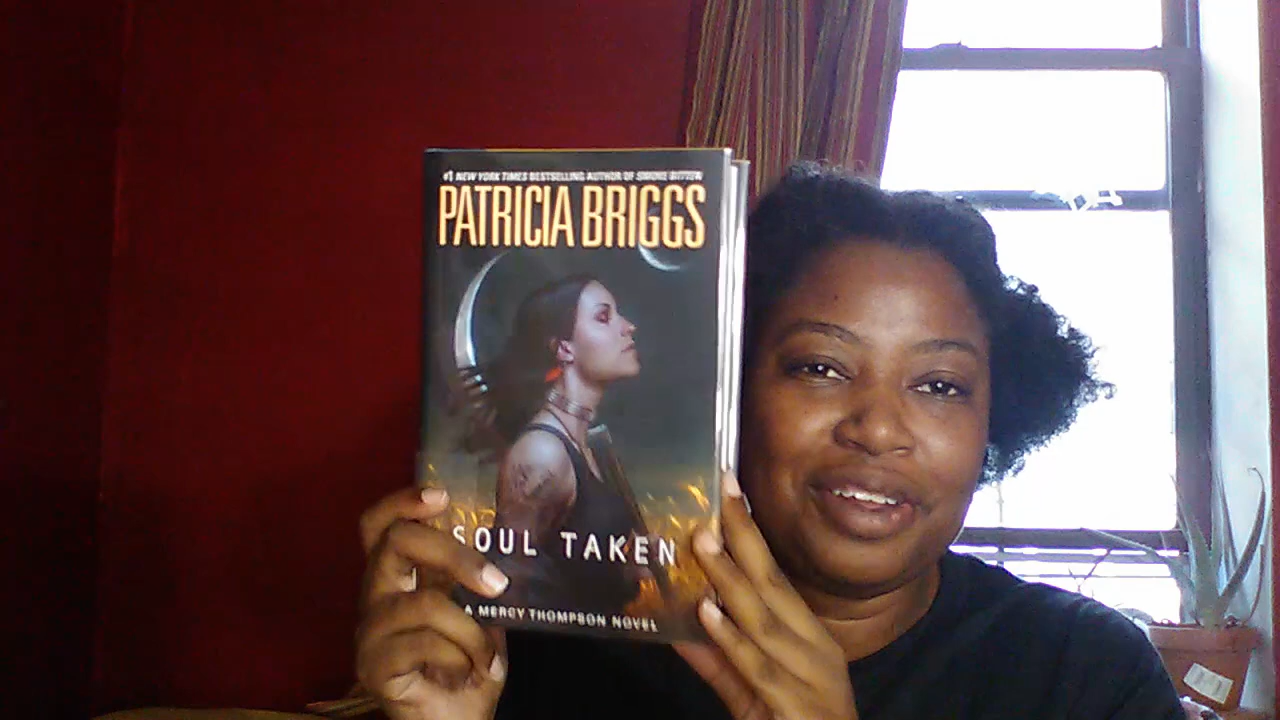 #1 NEW YORK TIMES BESTSELLING AUTHOR OF SMOKE BITTEN
PATRICIA BRIGGS
SOUL TAKEN
A MERCY THOMPSON NOVEL